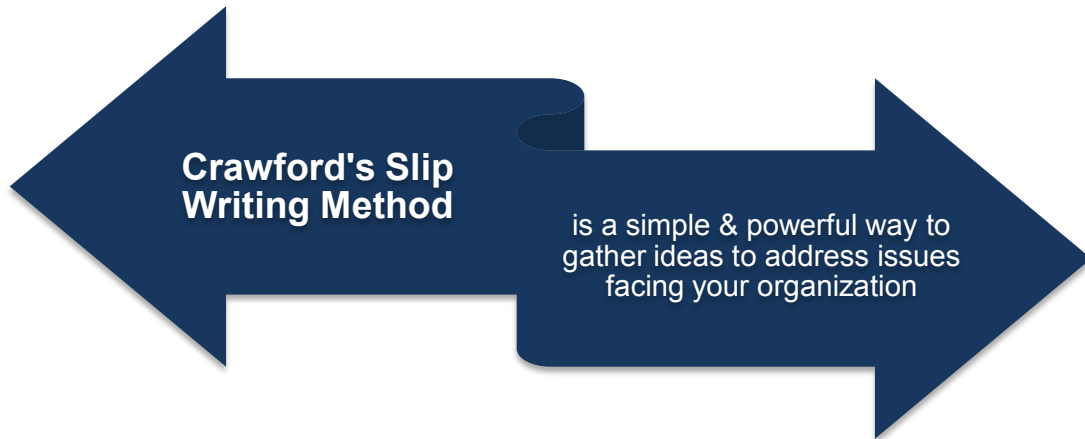 Crawford's Slip
Writing Method
is a simple & powerful way to
gather ideas to address issues
facing your organization